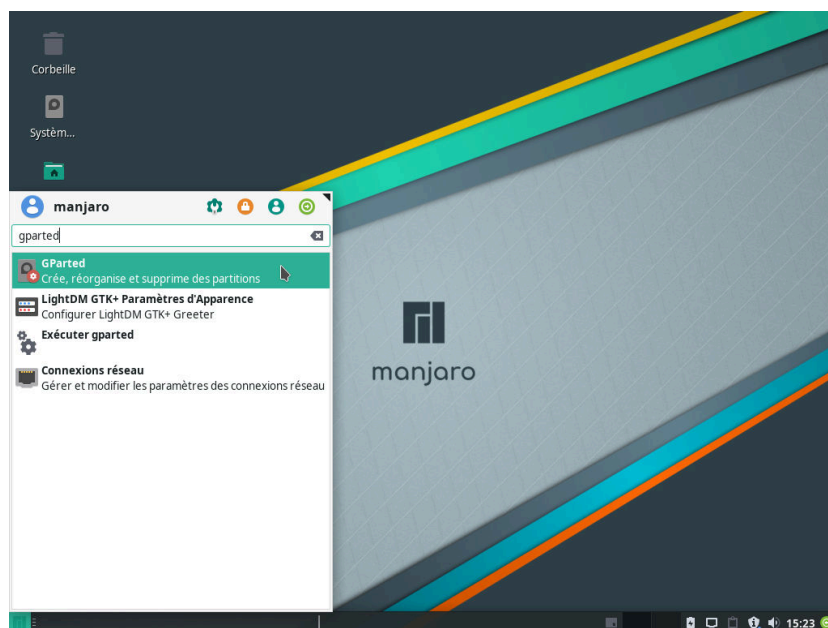 Corbeille
Systèm...
manjaro
gparted
GParted
Crée, réorganise et supprime des partitions
LightDM GTK+ Paramètres d'Apparence
Configurer LightDM GTK+ Greeter
Exécuter gparted
Connexions réseau
Gérer et modifier les paramètres des connexions réseau
manjaro
15:23